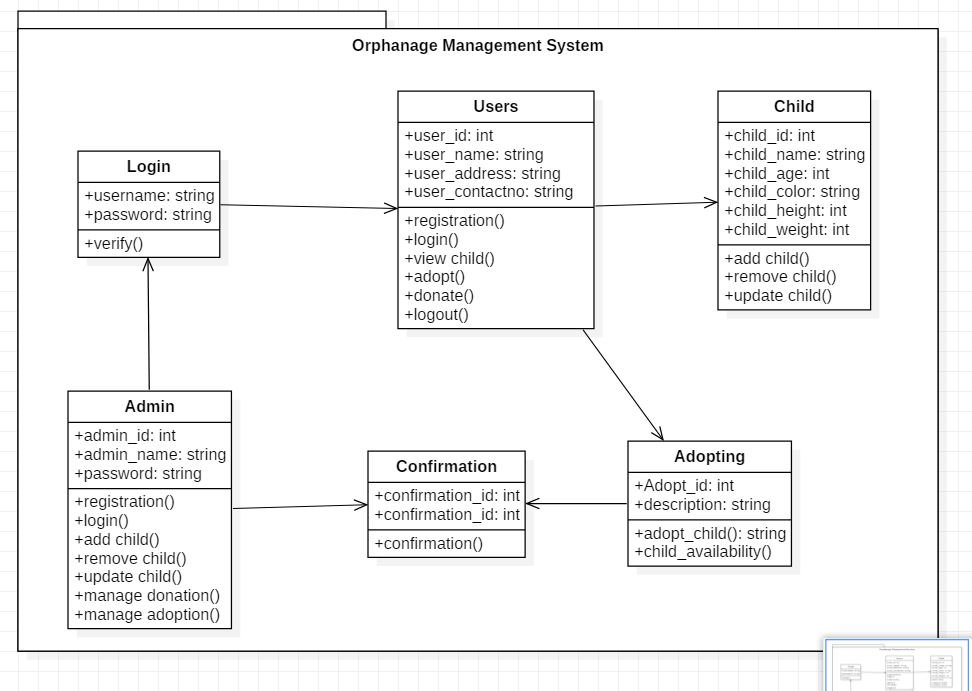 Orphanage Management System
Login
+username: string
+password: string
+verify()
Users
+user_id: int
+user_name: string
+user_address: string
+user_contactno: string
+registration()
+login()
+view child()
+adopt()
+donate()
+logout()
Child
+child_id: int
+child_name: string
+child_age: int
+child_color: string
+child_height: int
+child_weight: int
+add child()
+remove child()
+update child()
Admin
+admin_id: int
+admin_name: string
+password: string
+registration()
+login()
+add child()
+remove child()
+update child()
+manage donation()
+manage adoption()
Confirmation
+confirmation_id: int
+confirmation_id: int
+confirmation()
Adopting
+Adopt_id: int
+description: string
+adopt_child(): string
+child_availability()